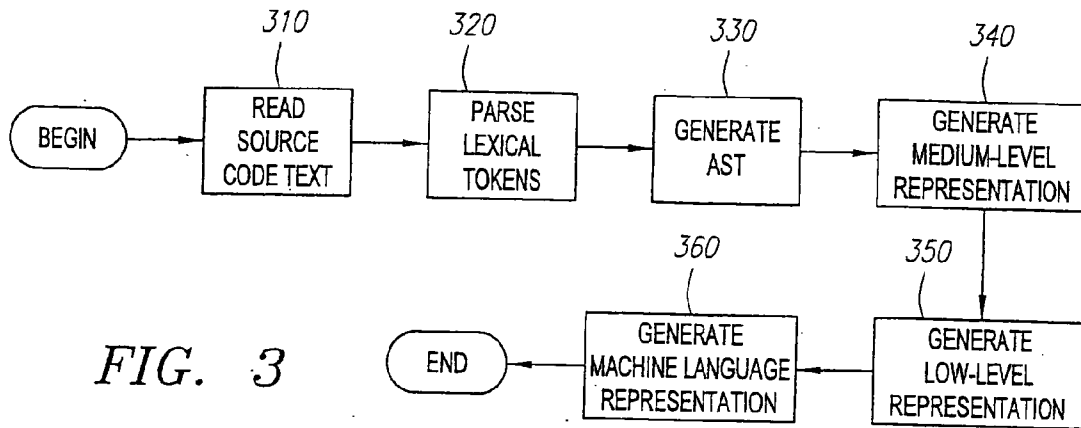 310
320
330
340
BEGIN
READ
SOURCE
CODE TEXT
PARSE
LEXICAL
TOKENS
GENERATE
AST
GENERATE
MEDIUM-LEVEL
REPRESENTATION
360
350
FIG. 3
END
GENERATE
MACHINE LANGUAGE
REPRESENTATION
GENERATE
LOW-LEVEL
REPRESENTATION